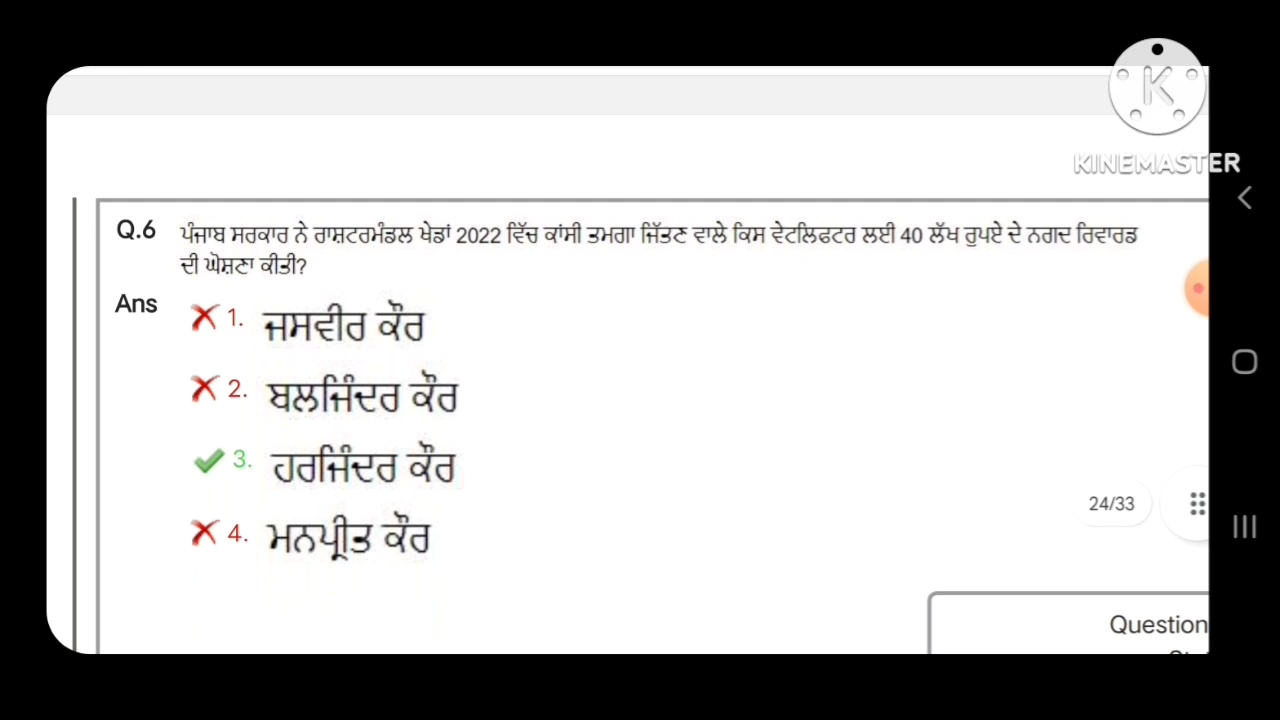 KINEMASTER
Q.6 ਪੰਜਾਬ ਸਰਕਾਰ ਨੇ ਰਾਸ਼ਟਰਮੰਡਲ ਖੇਡਾਂ 2022 ਵਿੱਚ ਕਾਂਸੀ ਤਮਗਾ ਜਿੱਤਣ ਵਾਲੇ ਕਿਸ ਵੇਟਲਿਫਟਰ ਲਈ 40 ਲੱਖ ਰੁਪਏ ਦੇ ਨਗਦ ਰਿਵਾਰਡ
ਦੀ ਘੋਸ਼ਣਾ ਕੀਤੀ?
Ans 1. ਜਸਵੀਰ ਕੌਰ
2. ਬਲਜਿੰਦਰ ਕੌਰ
3. ਹਰਜਿੰਦਰ ਕੌਰ
24/33
4. ਮਨਪ੍ਰੀਤ ਕੌਰ
Question